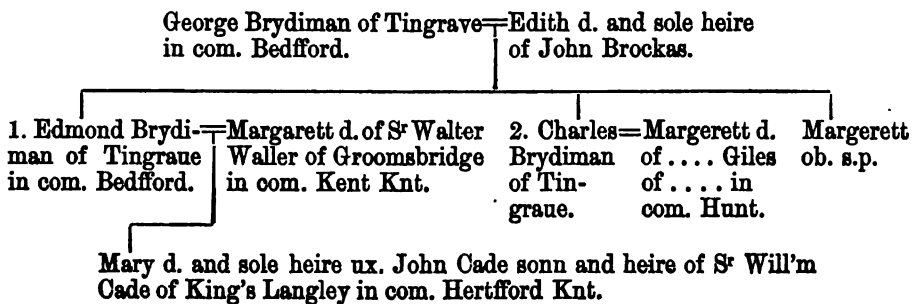 George Brydiman of Tingrave=Edith d. and sole heire
in com. Bedfford. of John Brockas.
1. Edmond Brydi-=Margarett d. of Sr Walter
man of Tingraue Waller of Groomsbridge
in com. Bedfford. in com. Kent Knt.
2. Charles=Margerett d.
Brydiman of .... Giles
of Tin- of .... in
graue. com. Hunt.
Margerett
ob. s.p.
Mary d. and sole heire ux. John Cade sonn and heire of Sr Will'm
Cade of King's Langley in com. Hertfford Knt.